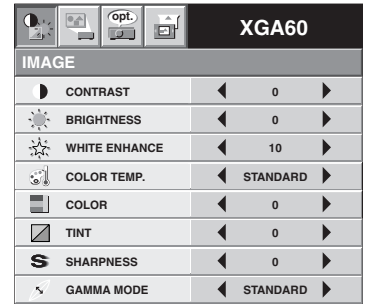 opt.
XGA60
IMAGE
CONTRAST 0
BRIGHTNESS 0
WHITE ENHANCE 10
COLOR TEMP. STANDARD
COLOR 0
TINT 0
S SHARPNESS 0
GAMMA MODE STANDARD